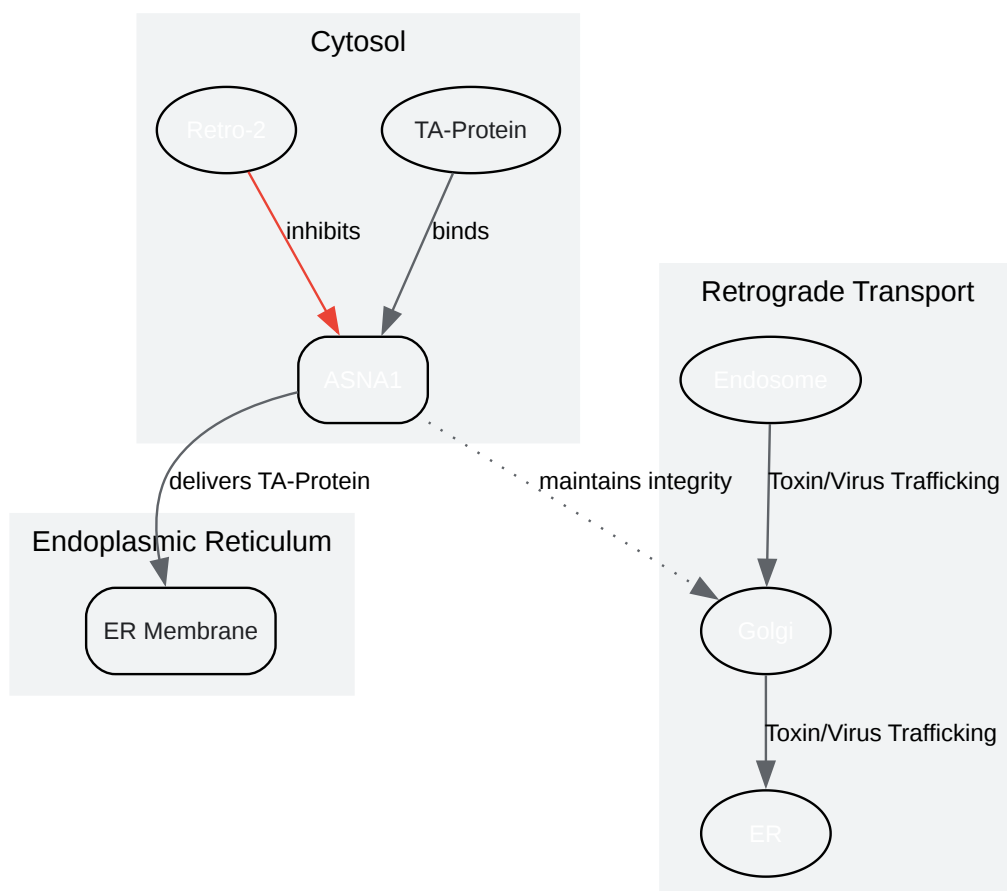 Cytosol
Retro-2
TA-Protein
inhibits
binds
Retrograde Transport
ASNA1
Endosome
delivers TA-Protein
maintains integrity
Toxin/Virus Trafficking
Endoplasmic Reticulum
ER Membrane
Golgi
Toxin/Virus Trafficking
ER